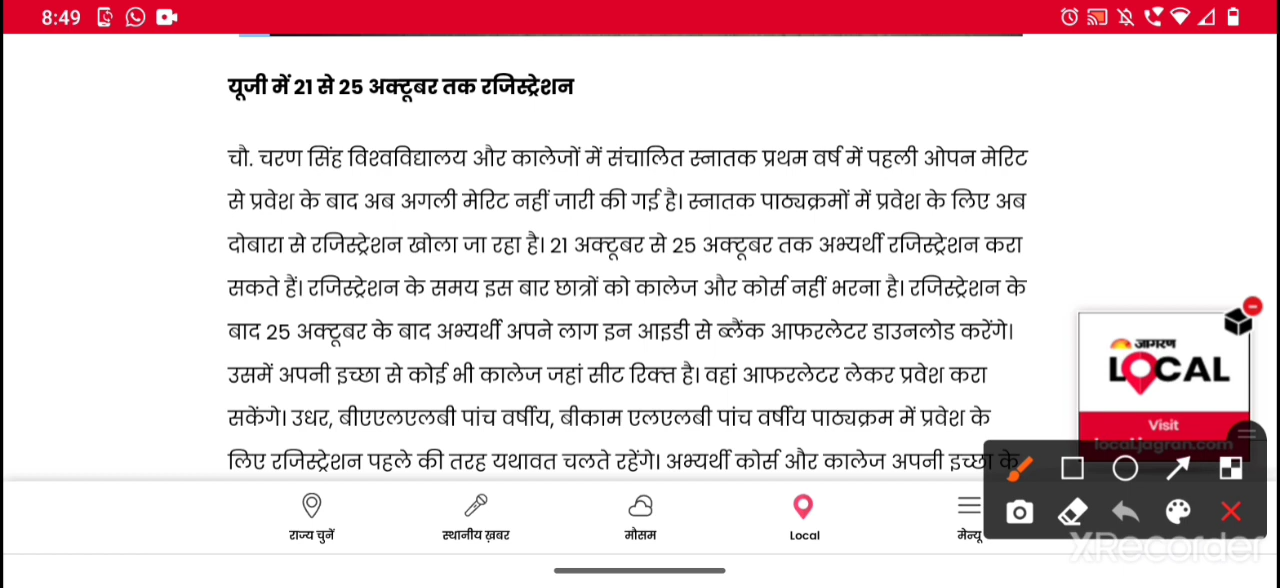 8:49
यूजी में 21 से 25 अक्टूबर तक रजिस्ट्रेशन
चौ. चरण सिंह विश्वविद्यालय और कालेजों में संचालित स्नातक प्रथम वर्ष में पहली ओपन मेरिट
से प्रवेश के बाद अब अगली मेरिट नहीं जारी की गई है। स्नातक पाठ्यक्रमों में प्रवेश के लिए अब
दोबारा से रजिस्ट्रेशन खोला जा रहा है। 21 अक्टूबर से 25 अक्टूबर तक अभ्यर्थी रजिस्ट्रेशन करा
सकते हैं। रजिस्ट्रेशन के समय इस बार छात्रों को कालेज और कोर्स नहीं भरना है। रजिस्ट्रेशन के
बाद 25 अक्टूबर के बाद अभ्यर्थी अपने लाग इन आइडी से ब्लैंक आफरलेटर डाउनलोड करेंगे।
उसमें अपनी इच्छा से कोई भी कालेज जहां सीट रिक्त है। वहां आफरलेटर लेकर प्रवेश करा
सकेंगे। उधर, बीएएलएलबी पांच वर्षीय, बीकाम एलएलबी पांच वर्षीय पाठ्यक्रम में प्रवेश के
लिए रजिस्ट्रेशन पहले की तरह यथावत चलते रहेंगे। अभ्यर्थी कोर्स और कालेज अपनी इच्छा के
जागरण
LOCAL
Visit
local.jagran.com
राज्य चुनें
स्थानीय ख़बर
मौसम
Local
मेन्यू
XRecorder